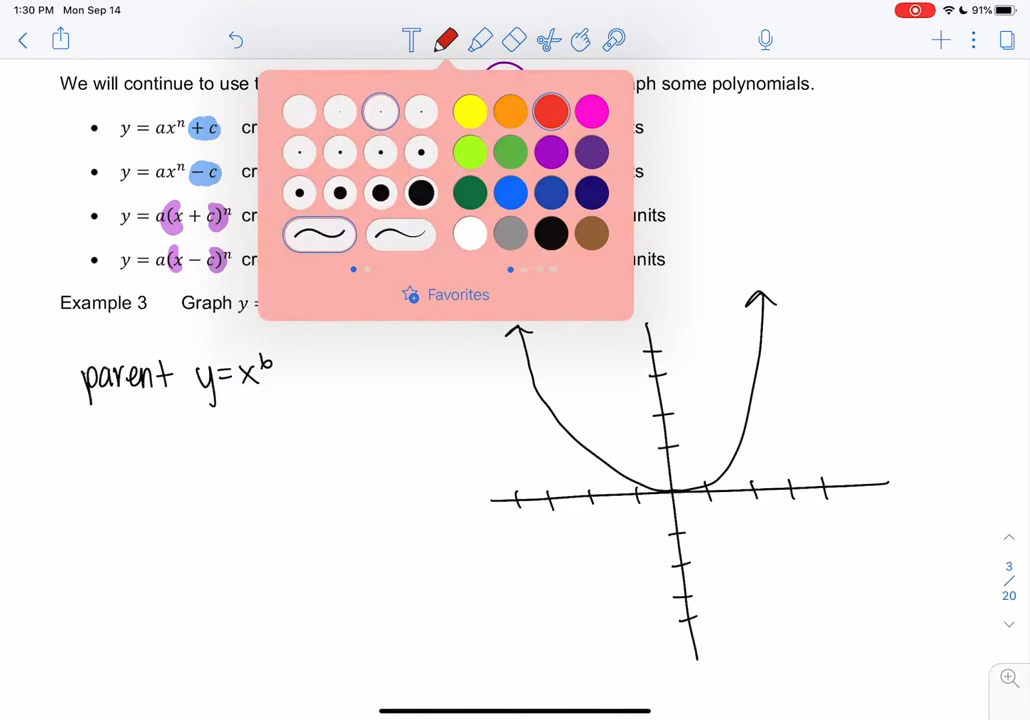 1:30 PM Mon Sep 14
91%
T
We will continue to use t
ph some polynomials.
• y = axⁿ + c cr
s
• y = axⁿ − c cr
s
• y = a(x + c)ⁿ cr
units
• y = a(x − c)ⁿ cr
units
Favorites
Example 3 Graph y =
parent y=x⁶
3
/
20